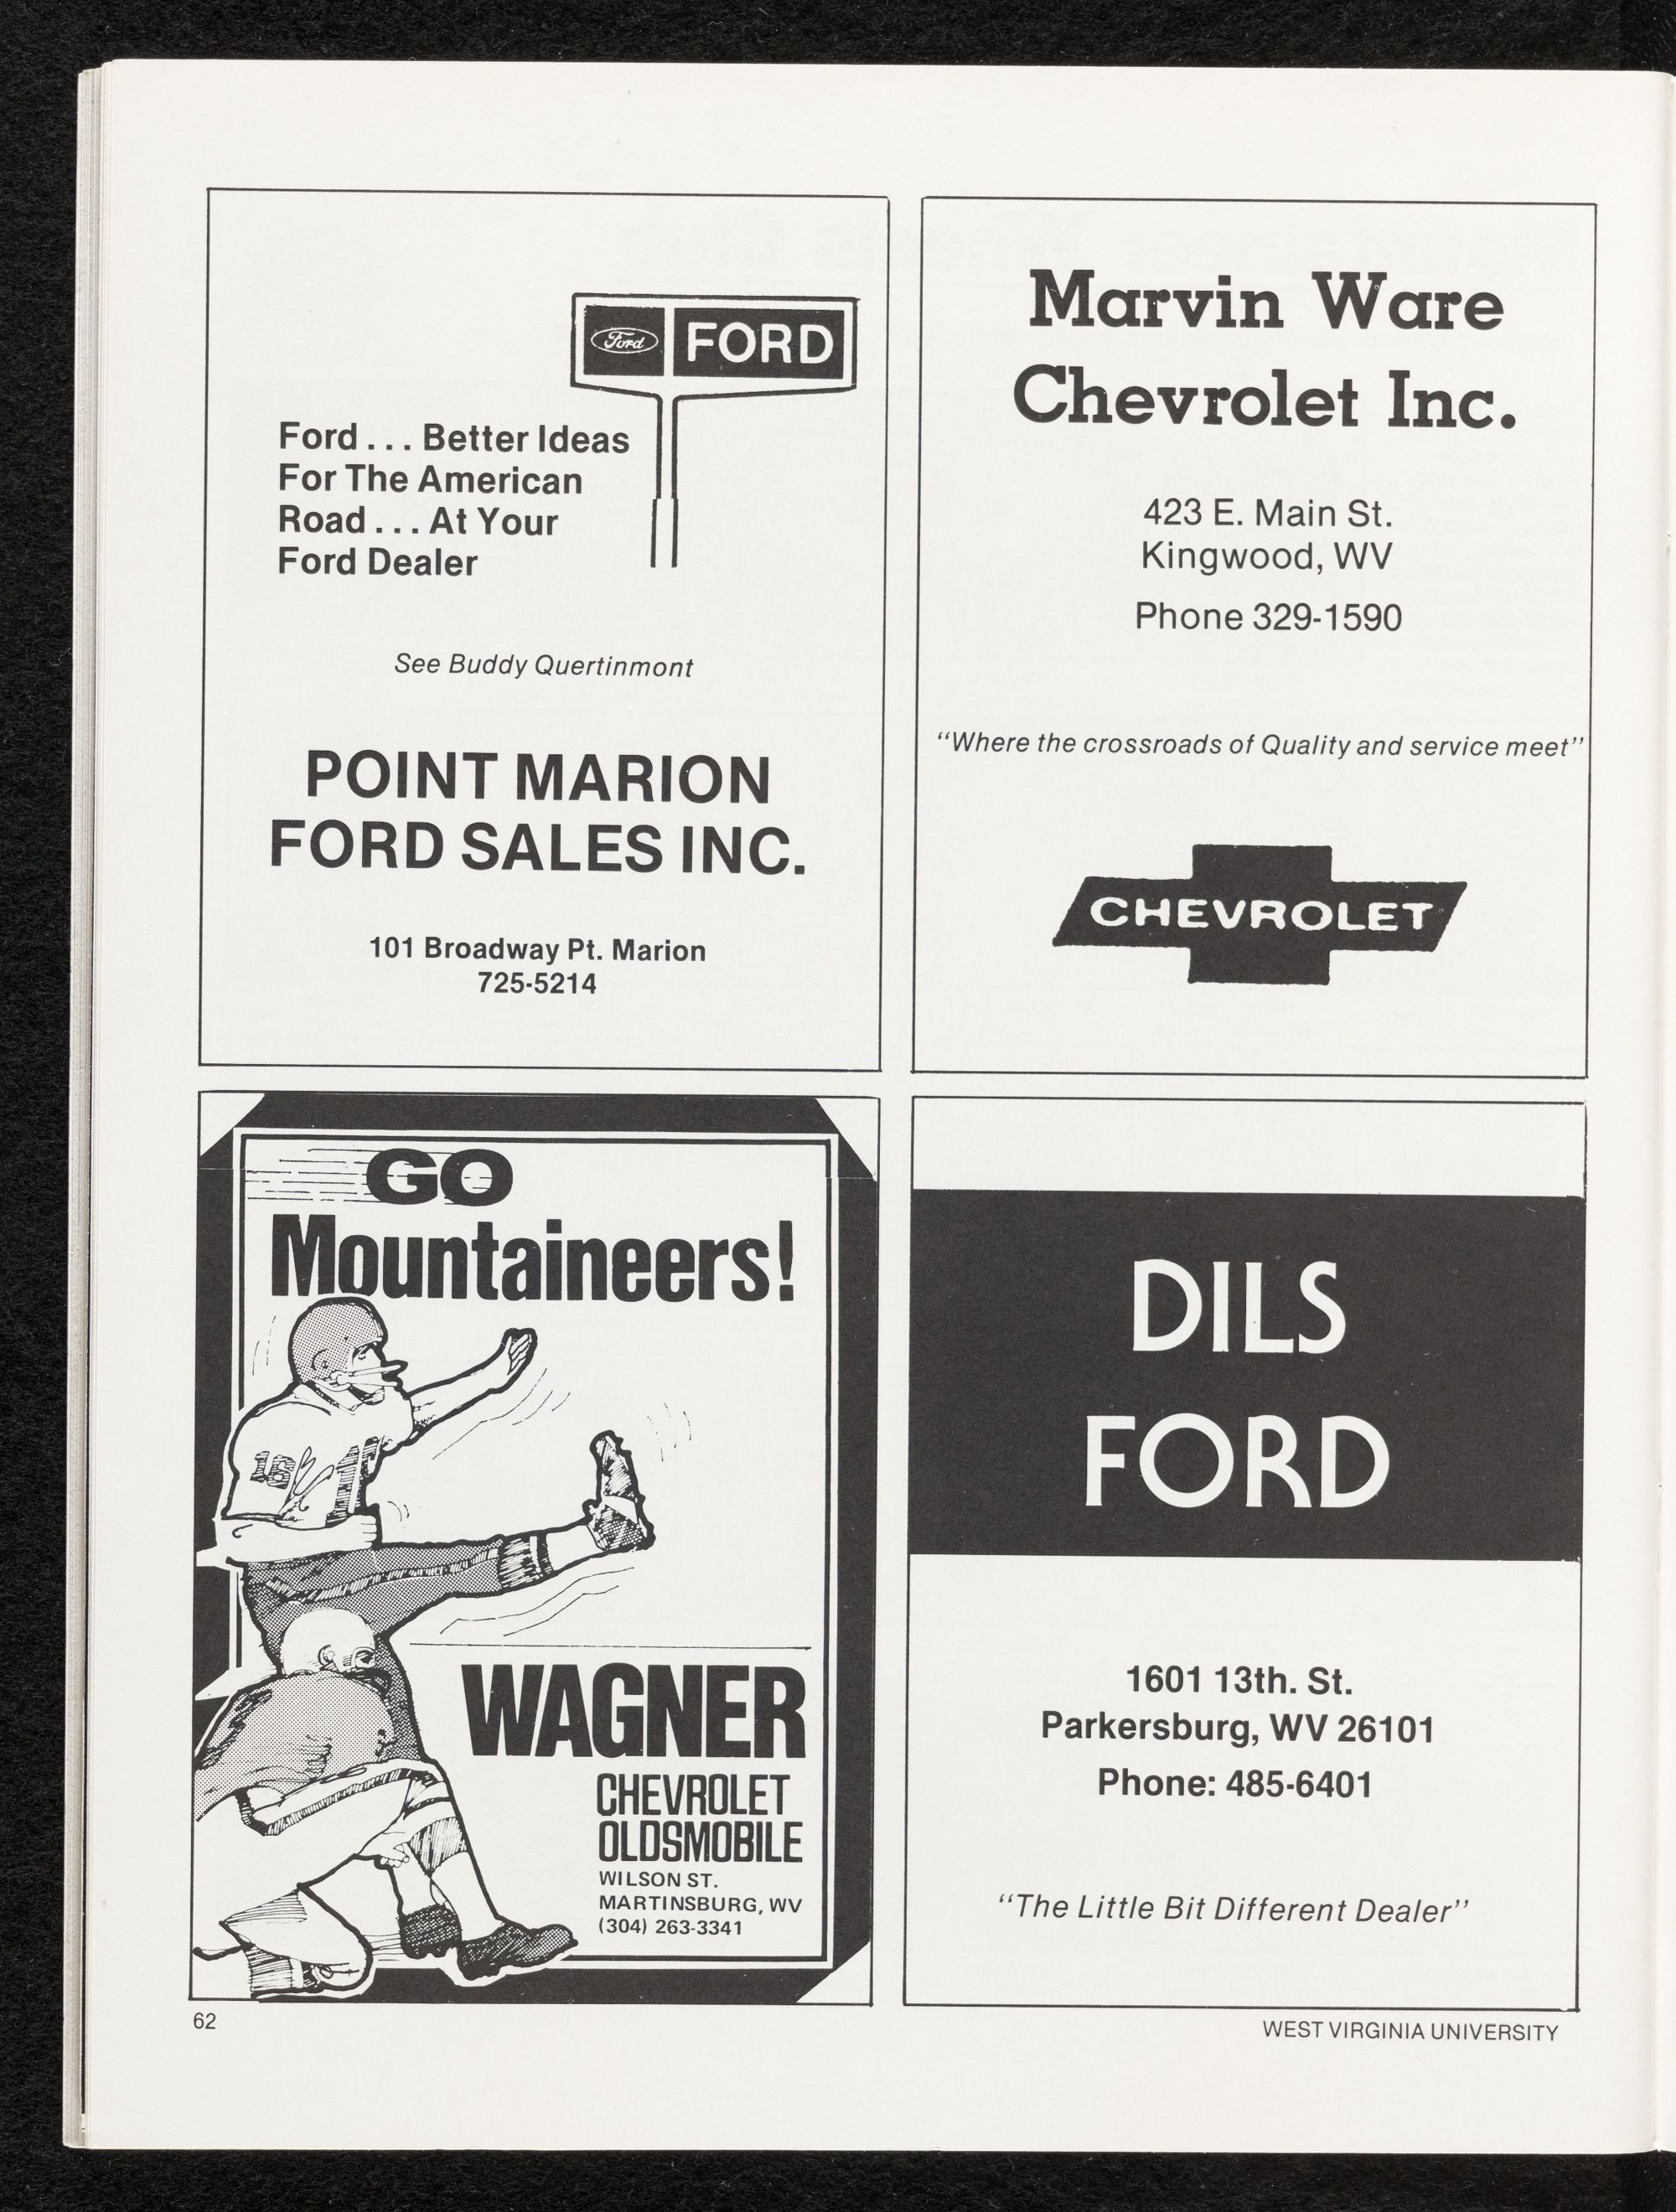 Ford
FORD
Ford... Better Ideas
For The American
Road... At Your
Ford Dealer
See Buddy Quertinmont
POINT MARION
FORD SALES INC.
101 Broadway Pt. Marion
725-5214
Marvin Ware
Chevrolet Inc.
423 E. Main St.
Kingwood, WV
Phone 329-1590
"Where the crossroads of Quality and service meet"
CHEVROLET
GO
Mountaineers!
16
WAGNER
CHEVROLET
OLDSMOBILE
WILSON ST.
MARTINSBURG, WV
(304) 263-3341
DILS
FORD
1601 13th. St.
Parkersburg, WV 26101
Phone: 485-6401
"The Little Bit Different Dealer"
62
WEST VIRGINIA UNIVERSITY